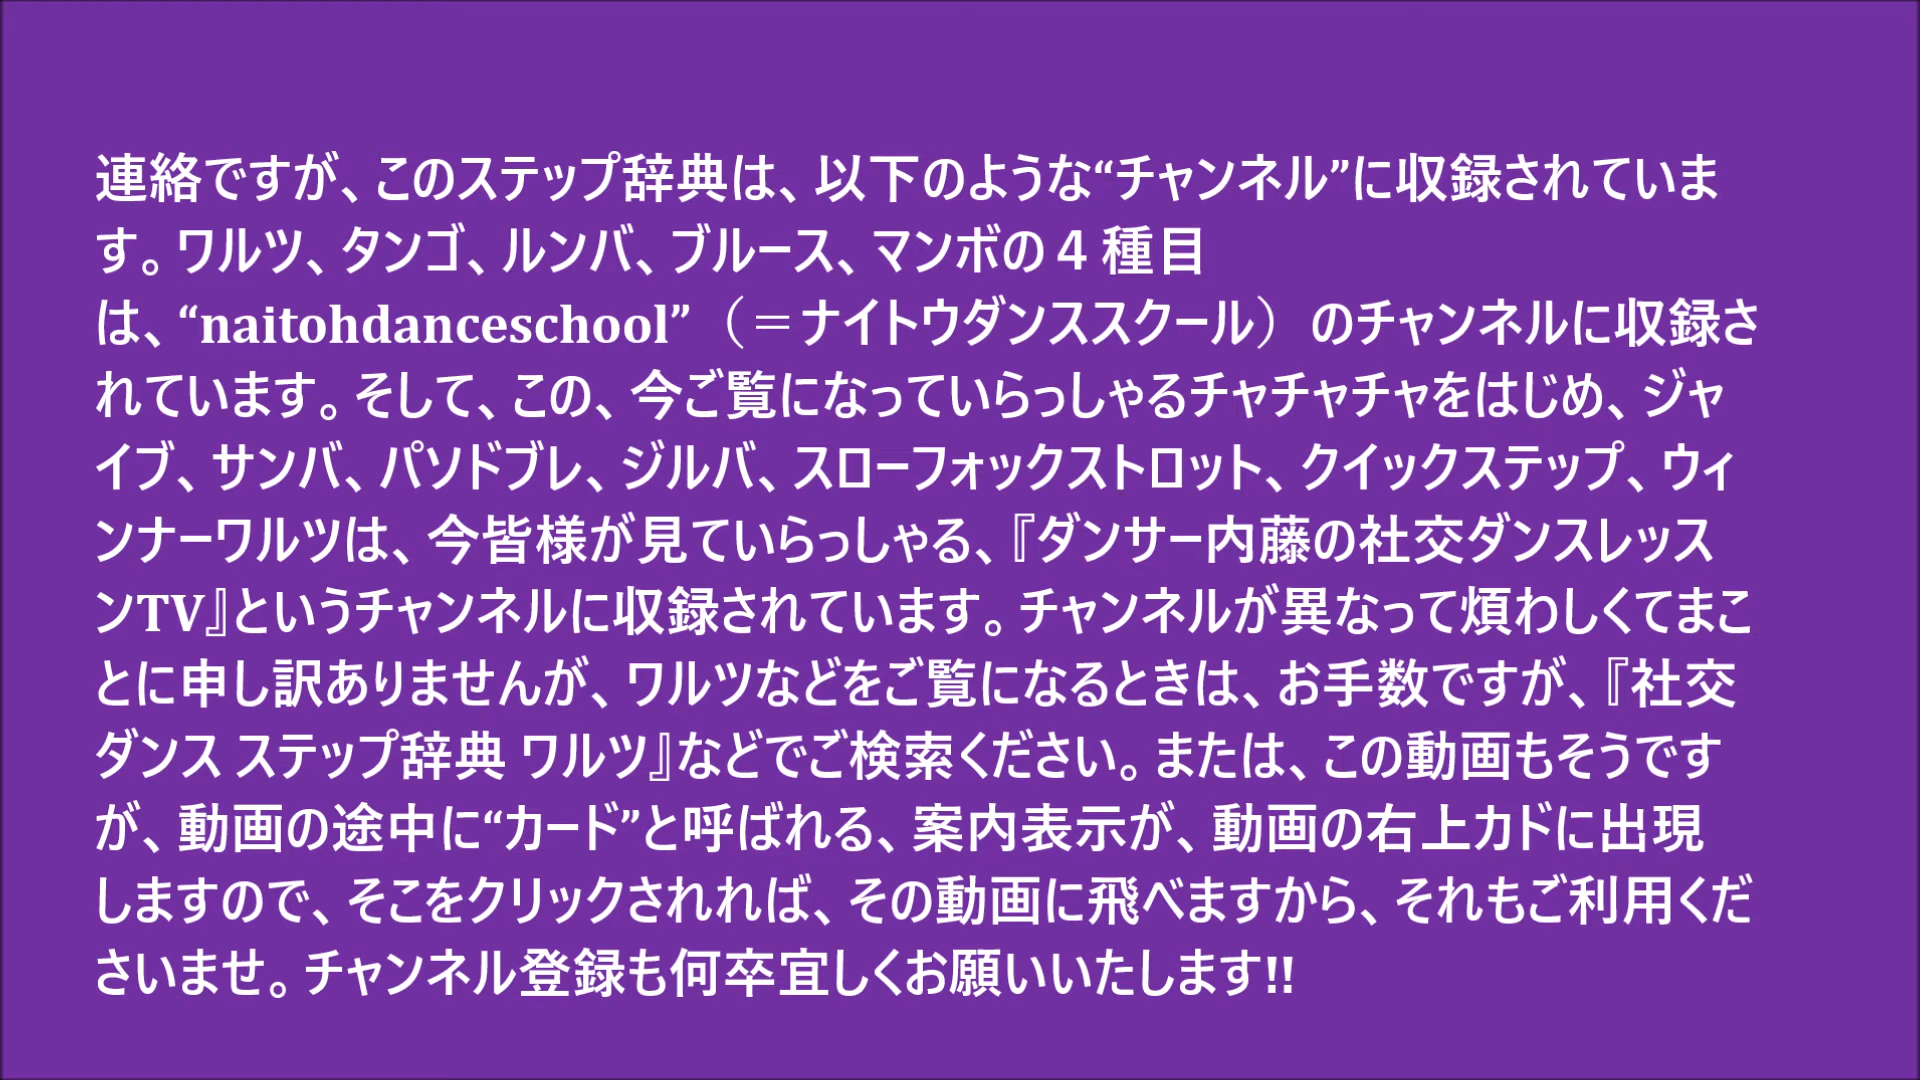 連絡ですが、このステップ辞典は、以下のような“チャンネル”に収録されていま
す。ワルツ、タンゴ、ルンバ、ブルース、マンボの４種目
は、“naitohdanceschool”（＝ナイトウダンススクール）のチャンネルに収録さ
れています。そして、この、今ご覧になっていらっしゃるチャチャチャをはじめ、ジャ
イブ、サンバ、パソドブレ、ジルバ、スローフォックストロット、クイックステップ、ウィ
ンナーワルツは、今皆様が見ていらっしゃる、『ダンサー内藤の社交ダンスレッス
ンTV』というチャンネルに収録されています。チャンネルが異なって煩わしくてまこ
とに申し訳ありませんが、ワルツなどをご覧になるときは、お手数ですが、『社交
ダンス ステップ辞典 ワルツ』などでご検索ください。または、この動画もそうです
が、動画の途中に“カード”と呼ばれる、案内表示が、動画の右上カドに出現
しますので、そこをクリックされれば、その動画に飛べますから、それもご利用くだ
さいませ。チャンネル登録も何卒宜しくお願いいたします!!